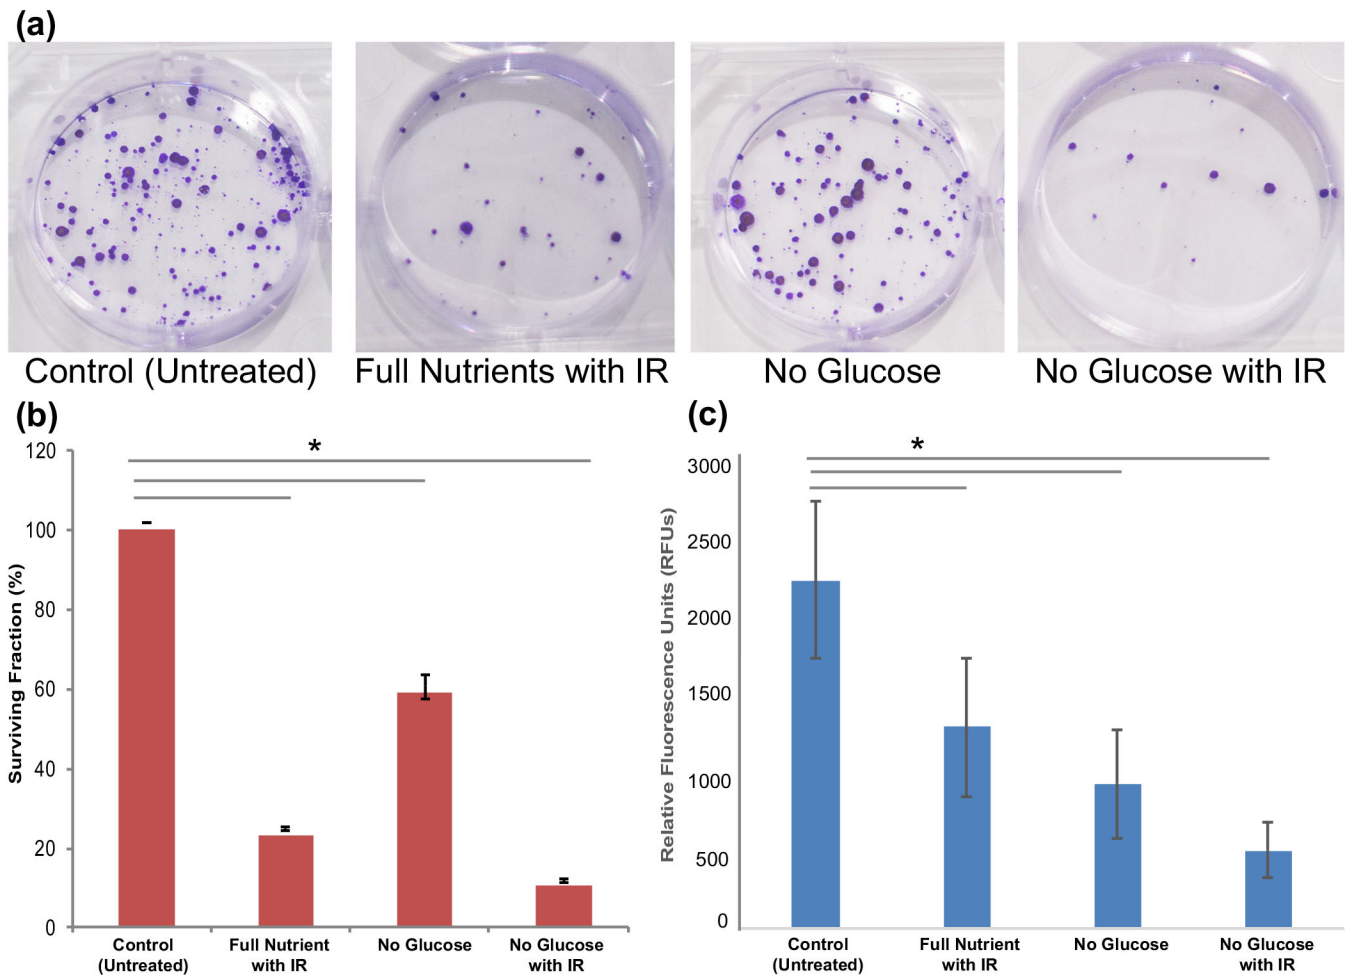 (a)
Control (Untreated)
Full Nutrients with IR
No Glucose
No Glucose with IR
(b)
*
Surviving Fraction (%)
120
100
80
60
40
20
0
Control
(Untreated)
Full Nutrient
with IR
No Glucose
No Glucose
with IR
(c)
*
Relative Fluorescence Units (RFUs)
3000
2500
2000
1500
1000
500
0
Control
(Untreated)
Full Nutrient
with IR
No Glucose
No Glucose
with IR